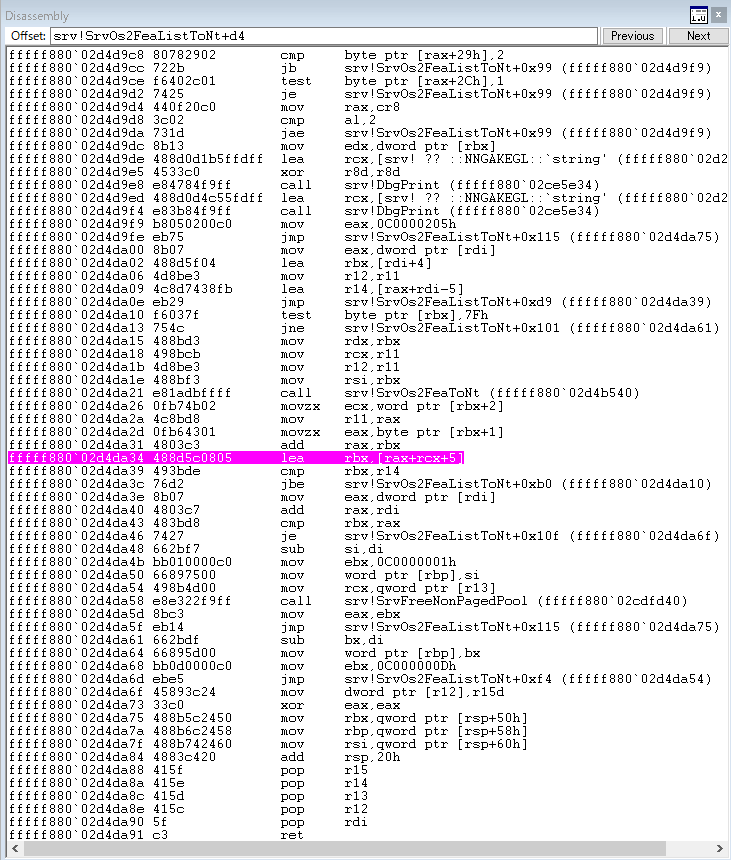 Disassembly
Offset: srv!SrvOs2FeaListToNt+d4 Previous Next
fffff880`02d4d9c8 80782902 cmp byte ptr [rax+29h],2
fffff880`02d4d9cc 722b jb srv!SrvOs2FeaListToNt+0x99 (fffff880`02d4d9f9)
fffff880`02d4d9ce f6402c01 test byte ptr [rax+2Ch],1
fffff880`02d4d9d2 7425 je srv!SrvOs2FeaListToNt+0x99 (fffff880`02d4d9f9)
fffff880`02d4d9d4 440f20c0 mov rax,cr8
fffff880`02d4d9d8 3c02 cmp al,2
fffff880`02d4d9da 731d jae srv!SrvOs2FeaListToNt+0x99 (fffff880`02d4d9f9)
fffff880`02d4d9dc 8b13 mov edx,dword ptr [rbx]
fffff880`02d4d9de 488d0d1b5ffdff lea rcx,[srv! ?? ::NNGAKEGL::`string' (fffff880`02d2
fffff880`02d4d9e5 4533c0 xor r8d,r8d
fffff880`02d4d9e8 e84784f9ff call srv!DbgPrint (fffff880`02ce5e34)
fffff880`02d4d9ed 488d0d4c55fdff lea rcx,[srv! ?? ::NNGAKEGL::`string' (fffff880`02d2
fffff880`02d4d9f4 e83b84f9ff call srv!DbgPrint (fffff880`02ce5e34)
fffff880`02d4d9f9 b8050200c0 mov eax,0C0000205h
fffff880`02d4d9fe eb75 jmp srv!SrvOs2FeaListToNt+0x115 (fffff880`02d4da75)
fffff880`02d4da00 8b07 mov eax,dword ptr [rdi]
fffff880`02d4da02 488d5f04 lea rbx,[rdi+4]
fffff880`02d4da06 4d8be3 mov r12,r11
fffff880`02d4da09 4c8d7438fb lea r14,[rax+rdi-5]
fffff880`02d4da0e eb29 jmp srv!SrvOs2FeaListToNt+0xd9 (fffff880`02d4da39)
fffff880`02d4da10 f6037f test byte ptr [rbx],7Fh
fffff880`02d4da13 754c jne srv!SrvOs2FeaListToNt+0x101 (fffff880`02d4da61)
fffff880`02d4da15 488bd3 mov rdx,rbx
fffff880`02d4da18 498bcb mov rcx,r11
fffff880`02d4da1b 4d8be3 mov r12,r11
fffff880`02d4da1e 488bf3 mov rsi,rbx
fffff880`02d4da21 e81adbffff call srv!SrvOs2FeaToNt (fffff880`02d4b540)
fffff880`02d4da26 0fb74b02 movzx ecx,word ptr [rbx+2]
fffff880`02d4da2a 4c8bd8 mov r11,rax
fffff880`02d4da2d 0fb64301 movzx eax,byte ptr [rbx+1]
fffff880`02d4da31 4803c3 add rax,rbx
fffff880`02d4da34 488d5c0805 lea rbx,[rax+rcx+5]
fffff880`02d4da39 493bde cmp rbx,r14
fffff880`02d4da3c 76d2 jbe srv!SrvOs2FeaListToNt+0xb0 (fffff880`02d4da10)
fffff880`02d4da3e 8b07 mov eax,dword ptr [rdi]
fffff880`02d4da40 4803c7 add rax,rdi
fffff880`02d4da43 483bd8 cmp rbx,rax
fffff880`02d4da46 7427 je srv!SrvOs2FeaListToNt+0x10f (fffff880`02d4da6f)
fffff880`02d4da48 662bf7 sub si,di
fffff880`02d4da4b bb010000c0 mov ebx,0C0000001h
fffff880`02d4da50 66897500 mov word ptr [rbp],si
fffff880`02d4da54 498b4d00 mov rcx,qword ptr [r13]
fffff880`02d4da58 e8e322f9ff call srv!SrvFreeNonPagedPool (fffff880`02cdfd40)
fffff880`02d4da5d 8bc3 mov eax,ebx
fffff880`02d4da5f eb14 jmp srv!SrvOs2FeaListToNt+0x115 (fffff880`02d4da75)
fffff880`02d4da61 662bdf sub bx,di
fffff880`02d4da64 66895d00 mov word ptr [rbp],bx
fffff880`02d4da68 bb0d0000c0 mov ebx,0C000000Dh
fffff880`02d4da6d ebe5 jmp srv!SrvOs2FeaListToNt+0xf4 (fffff880`02d4da54)
fffff880`02d4da6f 45893c24 mov dword ptr [r12],r15d
fffff880`02d4da73 33c0 xor eax,eax
fffff880`02d4da75 488b5c2450 mov rbx,qword ptr [rsp+50h]
fffff880`02d4da7a 488b6c2458 mov rbp,qword ptr [rsp+58h]
fffff880`02d4da7f 488b742460 mov rsi,qword ptr [rsp+60h]
fffff880`02d4da84 4883c420 add rsp,20h
fffff880`02d4da88 415f pop r15
fffff880`02d4da8a 415e pop r14
fffff880`02d4da8c 415d pop r13
fffff880`02d4da8e 415c pop r12
fffff880`02d4da90 5f pop rdi
fffff880`02d4da91 c3 ret